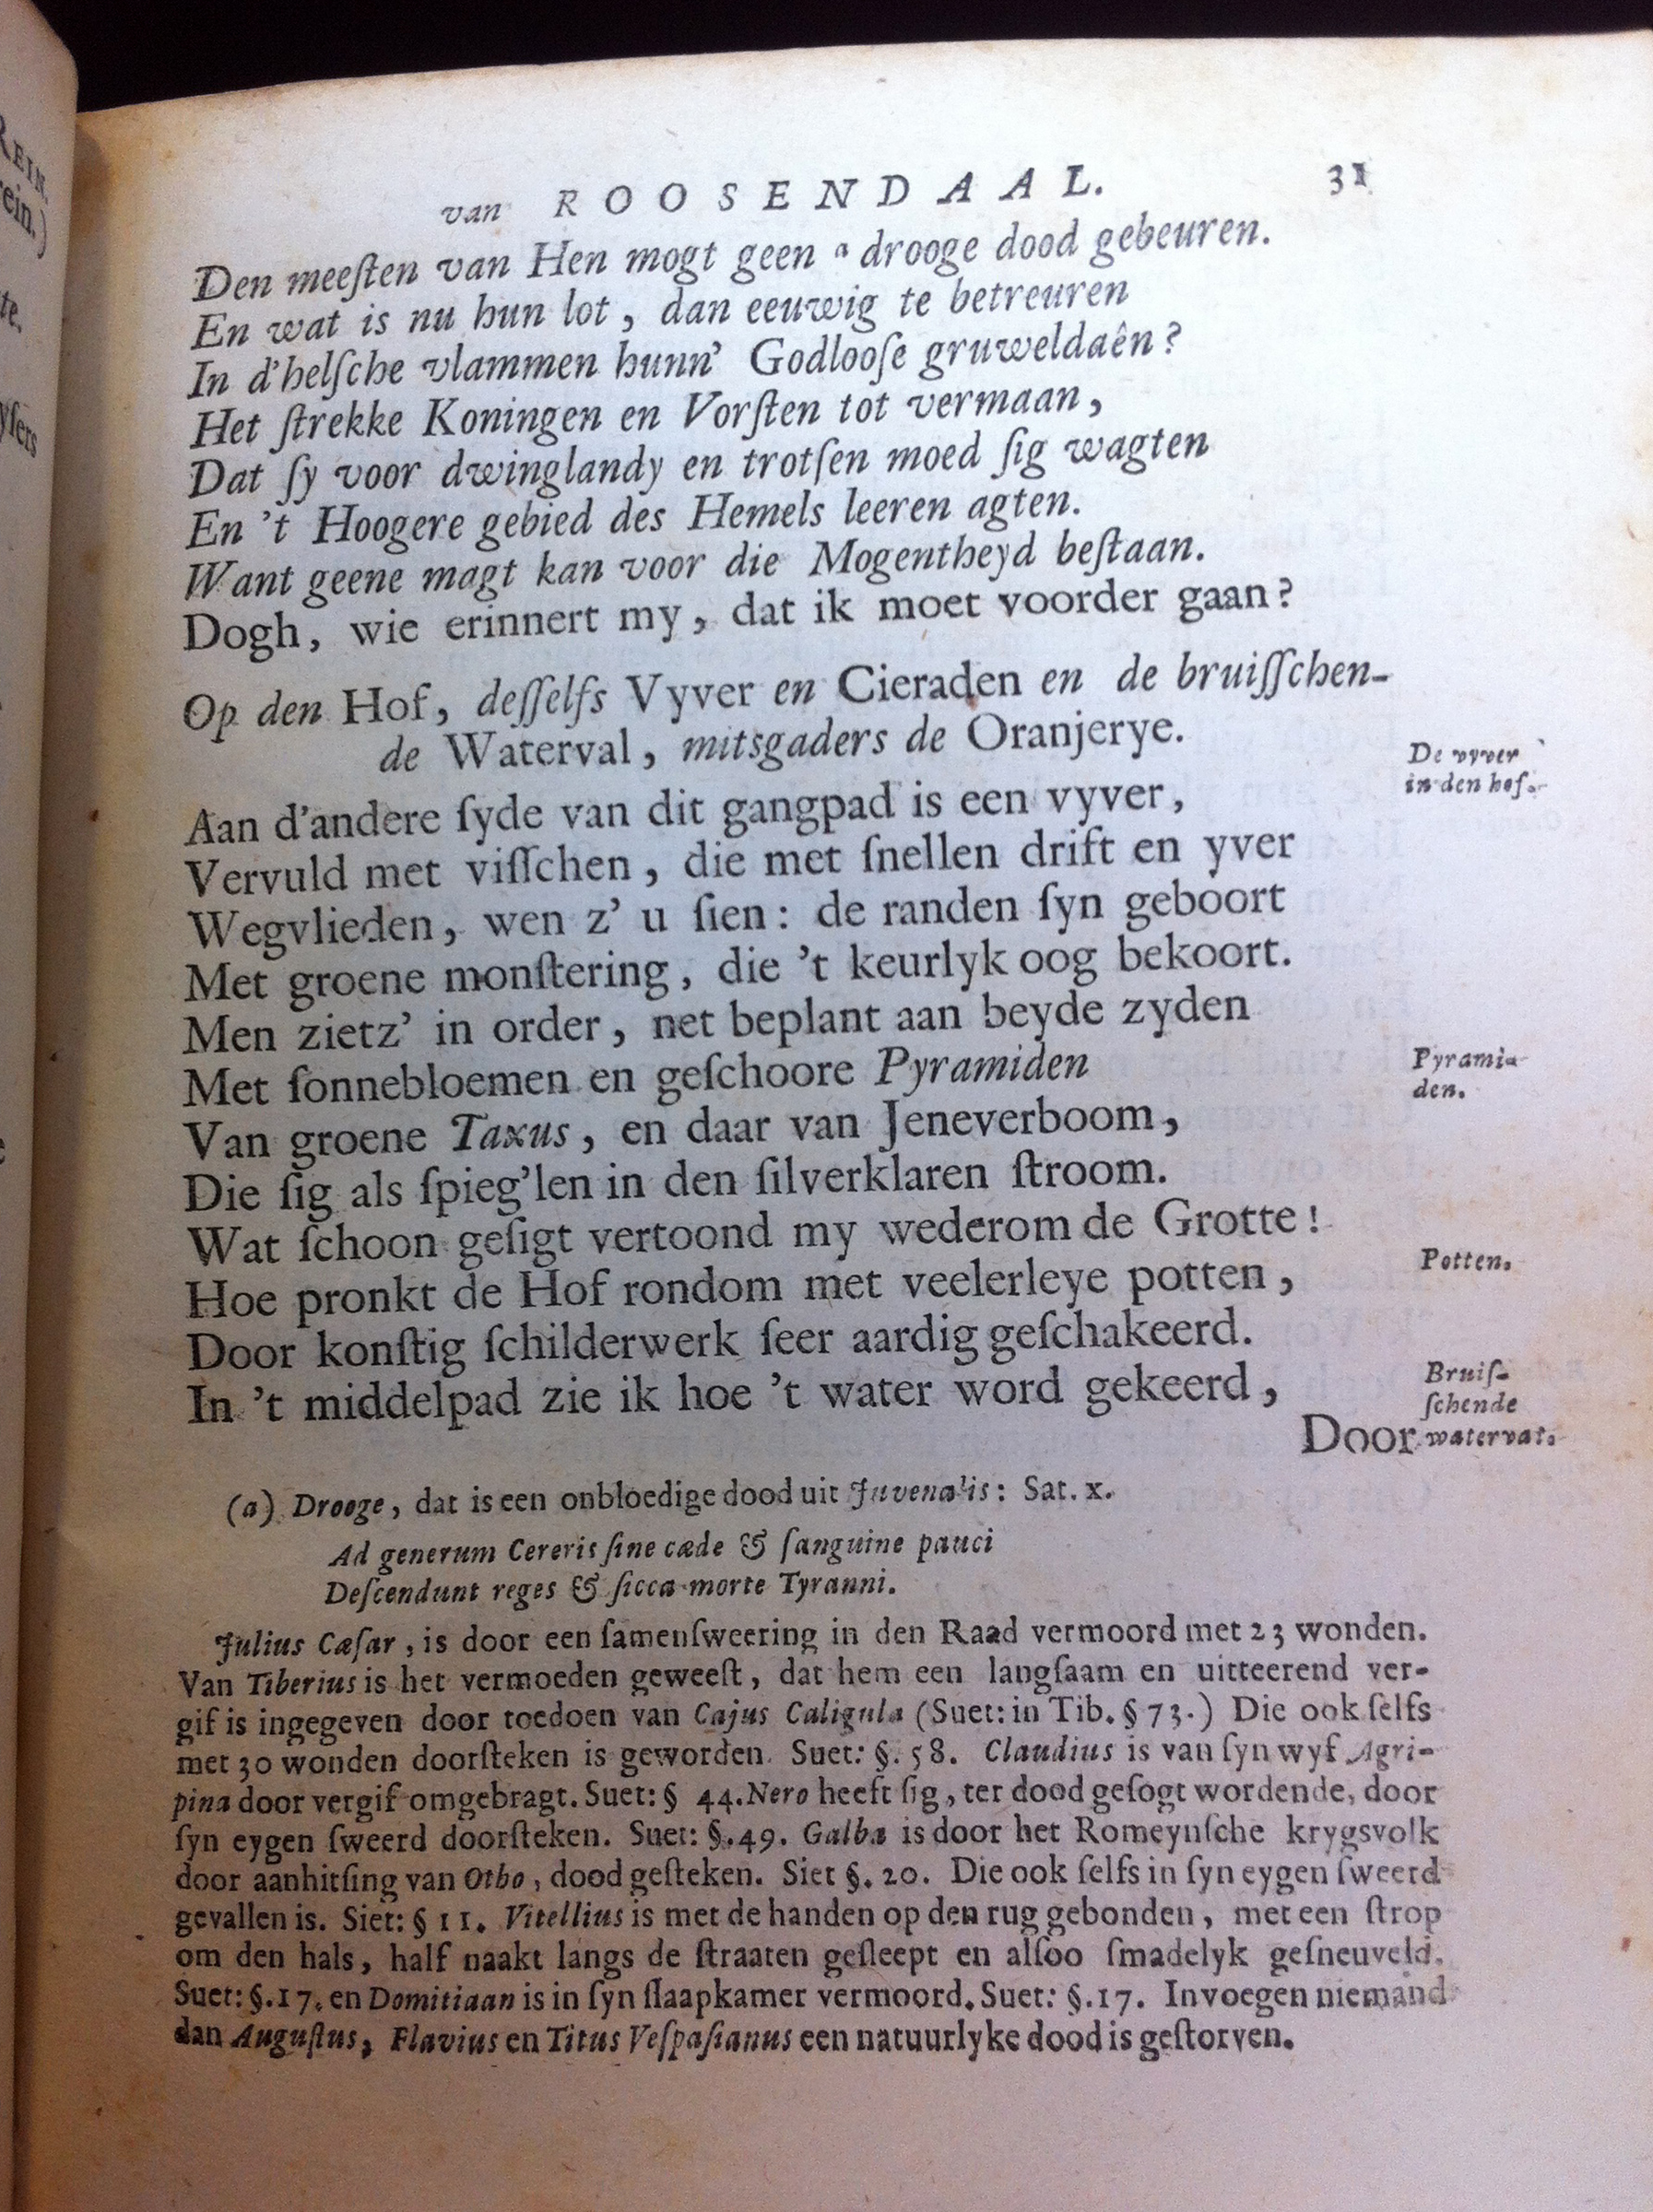 van ROOSENDAAL. 31
Den meeſten van Hen mogt geen a drooge dood gebeuren.
En wat is nu hun lot, dan eeuwig te betreuren
In d'helſche vlammen hunn' Godlooſe gruweldaên?
Het ſtrekke Koningen en Vorſten tot vermaan,
Dat ſy voor dwinglandy en trotſen moed ſig wagten
En 't Hoogere gebied des Hemels leeren agten.
Want geene magt kan voor die Mogentheyd beſtaan.
Dogh, wie erinnert my, dat ik moet voorder gaan?
Op den Hof, deſſelfs Vyver en Cieraden en de bruiſſchen-
de Waterval, mitsgaders de Oranjerye.
De vyver
in den hof.
Aan d'andere ſyde van dit gangpad is een vyver,
Vervuld met viſſchen, die met ſnellen drift en yver
Wegvlieden, wen z' u ſien: de randen ſyn geboort
Met groene monſtering, die 't keurlyk oog bekoort.
Men zietz' in order, net beplant aan beyde zyden
Met ſonnebloemen en geſchoore Pyramiden
Pyrami-
den.
Van groene Taxus, en daar van Jeneverboom,
Die ſig als ſpieg'len in den ſilverklaren ſtroom.
Wat ſchoon geſigt vertoond my wederom de Grotte!
Hoe pronkt de Hof rondom met veelerleye potten,
Potten.
Door konſtig ſchilderwerk ſeer aardig geſchakeerd.
In 't middelpad zie ik hoe 't water word gekeerd,
Bruiſ-
ſchende
waterval.
Door
(a) Drooge, dat is een onbloedige dood uit Juvenalis: Sat. x.
Ad generum Cereris ſine cæde & ſanguine pauci
Deſcendunt reges & ſicca morte Tyranni.
Julius Cæſar, is door een ſamenſweering in den Raad vermoord met 23 wonden.
Van Tiberius is het vermoeden geweeſt, dat hem een langſaam en uitteerend ver-
gif is ingegeven door toedoen van Cajus Caligula (Suet: in Tib. § 73.) Die ook ſelfs
met 30 wonden doorſteken is geworden. Suet: §. 58. Claudius is van ſyn wyf Agri-
pina door vergif omgebragt. Suet: § 44. Nero heeft ſig, ter dood geſogt wordende, door
ſyn eygen ſweerd doorſteken. Suet: §. 49. Galba is door het Romeynſche krygsvolk
door aanhitſing van Otho, dood geſteken. Siet §. 20. Die ook ſelfs in ſyn eygen ſweerd
gevallen is. Siet: § 11. Vitellius is met de handen op den rug gebonden, met een ſtrop
om den hals, half naakt langs de ſtraaten geſleept en alſoo ſmadelyk geſneuveld.
Suet: §. 17. en Domitiaan is in ſyn ſlaapkamer vermoord. Suet: §. 17. Invoegen niemand
dan Auguſtus, Flavius en Titus Veſpaſianus een natuurlyke dood is geſtorven.